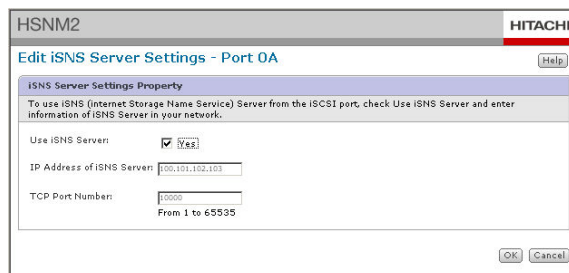 HSNM2
HITACHI
Edit iSNS Server Settings - Port 0A
Help
iSNS Server Settings Property
To use iSNS (internet Storage Name Service) Server from the iSCSI port, check Use iSNS Server and enter
information of iSNS Server in your network.
Use iSNS Server: Yes
IP Address of iSNS Server: 100.101.102.103
TCP Port Number: 10000
From 1 to 65535
OK Cancel